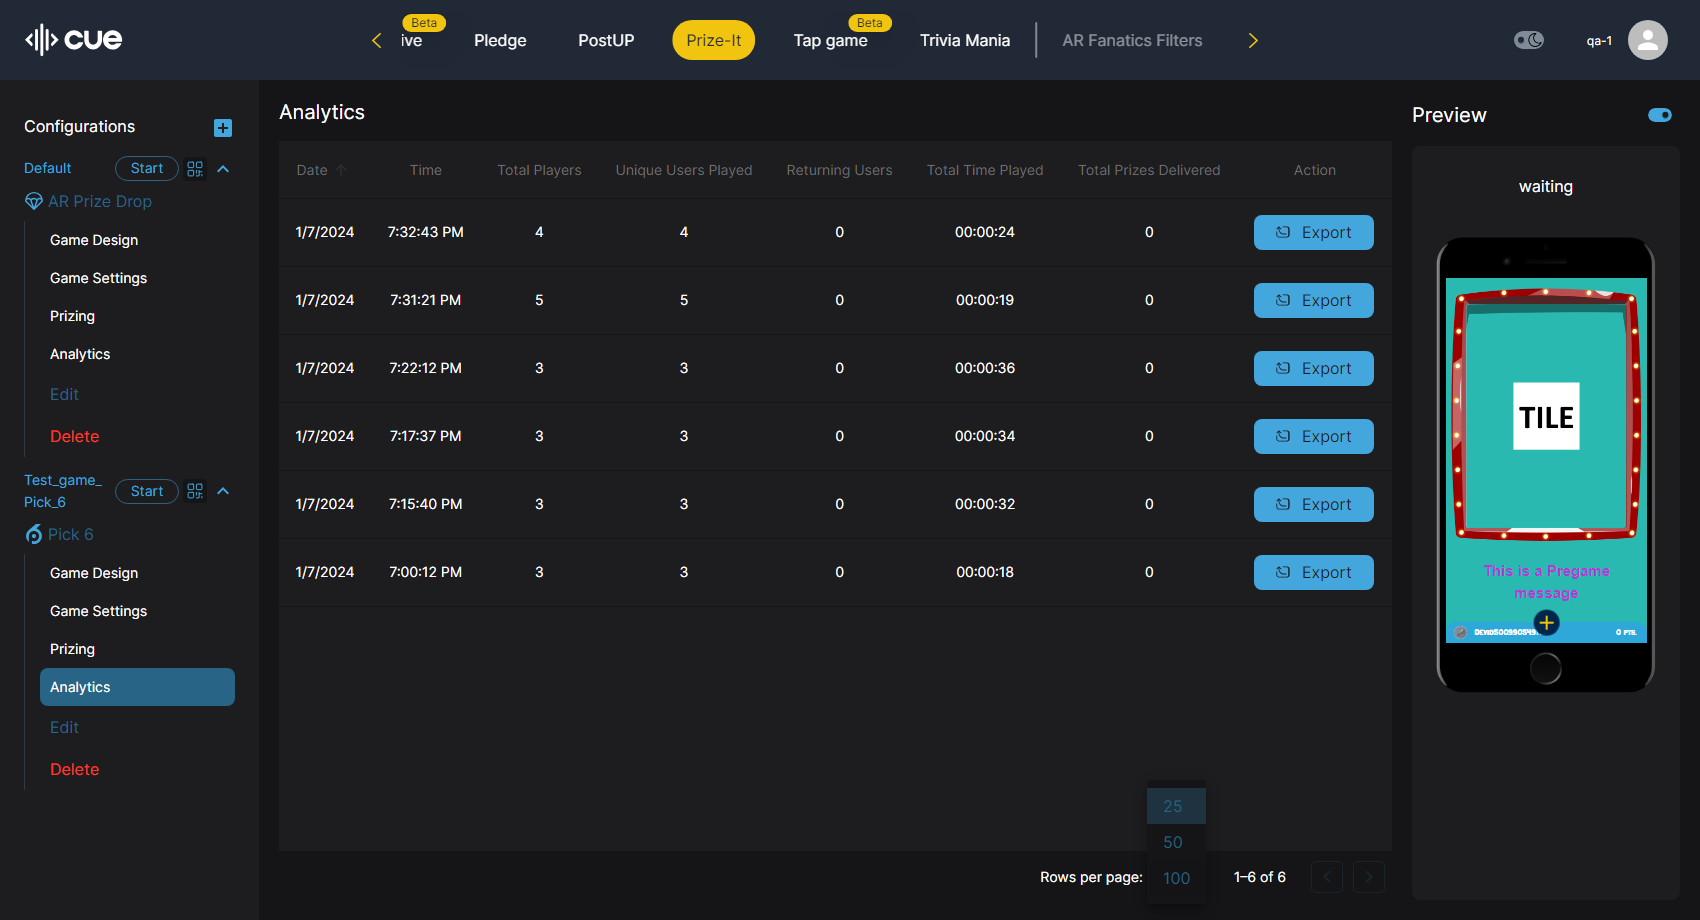 cue
Beta
Beta
ive
Pledge
PostUP
Prize-It
Tap game
Trivia Mania
AR Fanatics Filters
qa-1
Configurations
Default
Start
AR Prize Drop
Game Design
Game Settings
Prizing
Analytics
Edit
Delete
Test_game_
Pick_6
Start
Pick 6
Game Design
Game Settings
Prizing
Analytics
Edit
Delete
Analytics
Date Time Total Players Unique Users Played Returning Users Total Time Played Total Prizes Delivered Action
1/7/2024 7:32:43 PM 4 4 0 00:00:24 0 Export
1/7/2024 7:31:21 PM 5 5 0 00:00:19 0 Export
1/7/2024 7:22:12 PM 3 3 0 00:00:36 0 Export
1/7/2024 7:17:37 PM 3 3 0 00:00:34 0 Export
1/7/2024 7:15:40 PM 3 3 0 00:00:32 0 Export
1/7/2024 7:00:12 PM 3 3 0 00:00:18 0 Export
25
50
100
Rows per page:
1–6 of 6
Preview
waiting
TILE
This is a Pregame
message
0 PTS.